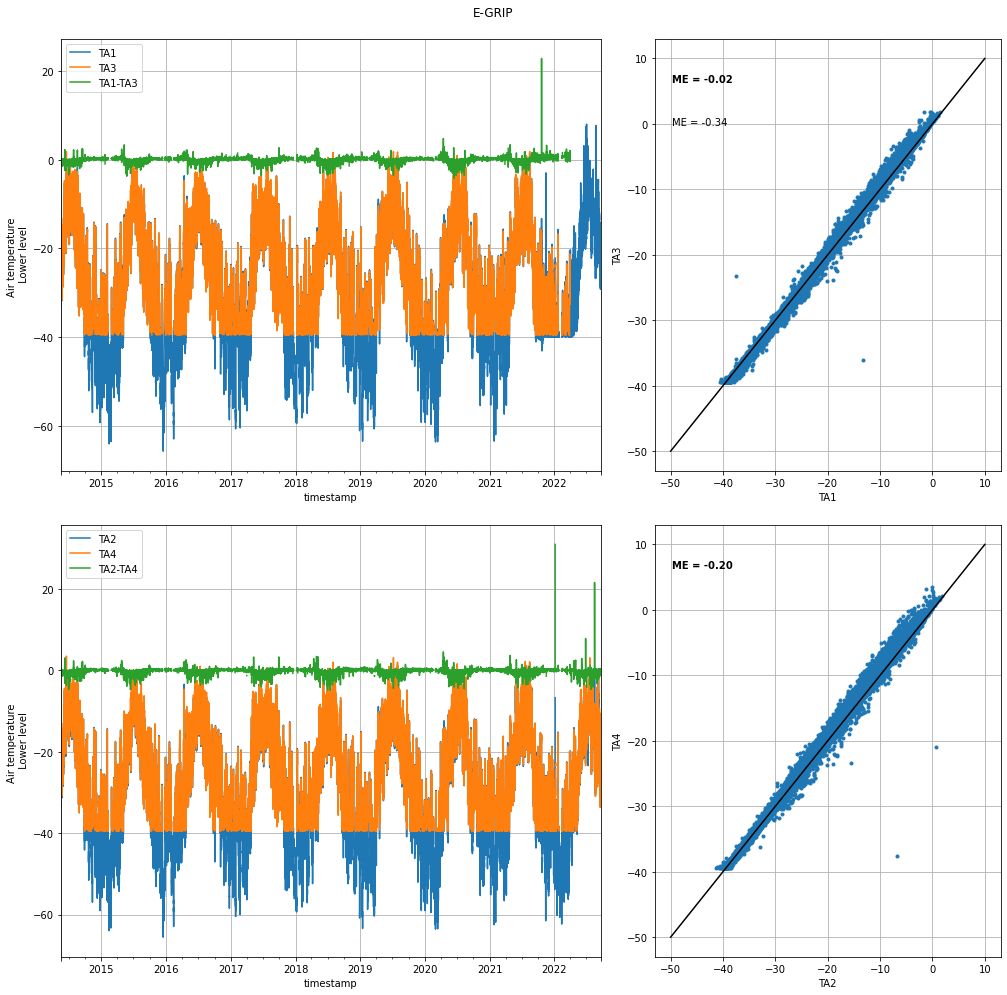 E-GRIP
TA1
TA3
TA1-TA3
20
0
−20
−40
−60
Air temperature
Lower level
2015
2016
2017
2018
2019
2020
2021
2022
timestamp
ME = -0.02
ME = -0.34
10
0
−10
−20
−30
−40
−50
TA3
−50
−40
−30
−20
−10
0
10
TA1
TA2
TA4
TA2-TA4
20
0
−20
−40
−60
Air temperature
Lower level
2015
2016
2017
2018
2019
2020
2021
2022
timestamp
ME = -0.20
10
0
−10
−20
−30
−40
−50
TA4
−50
−40
−30
−20
−10
0
10
TA2